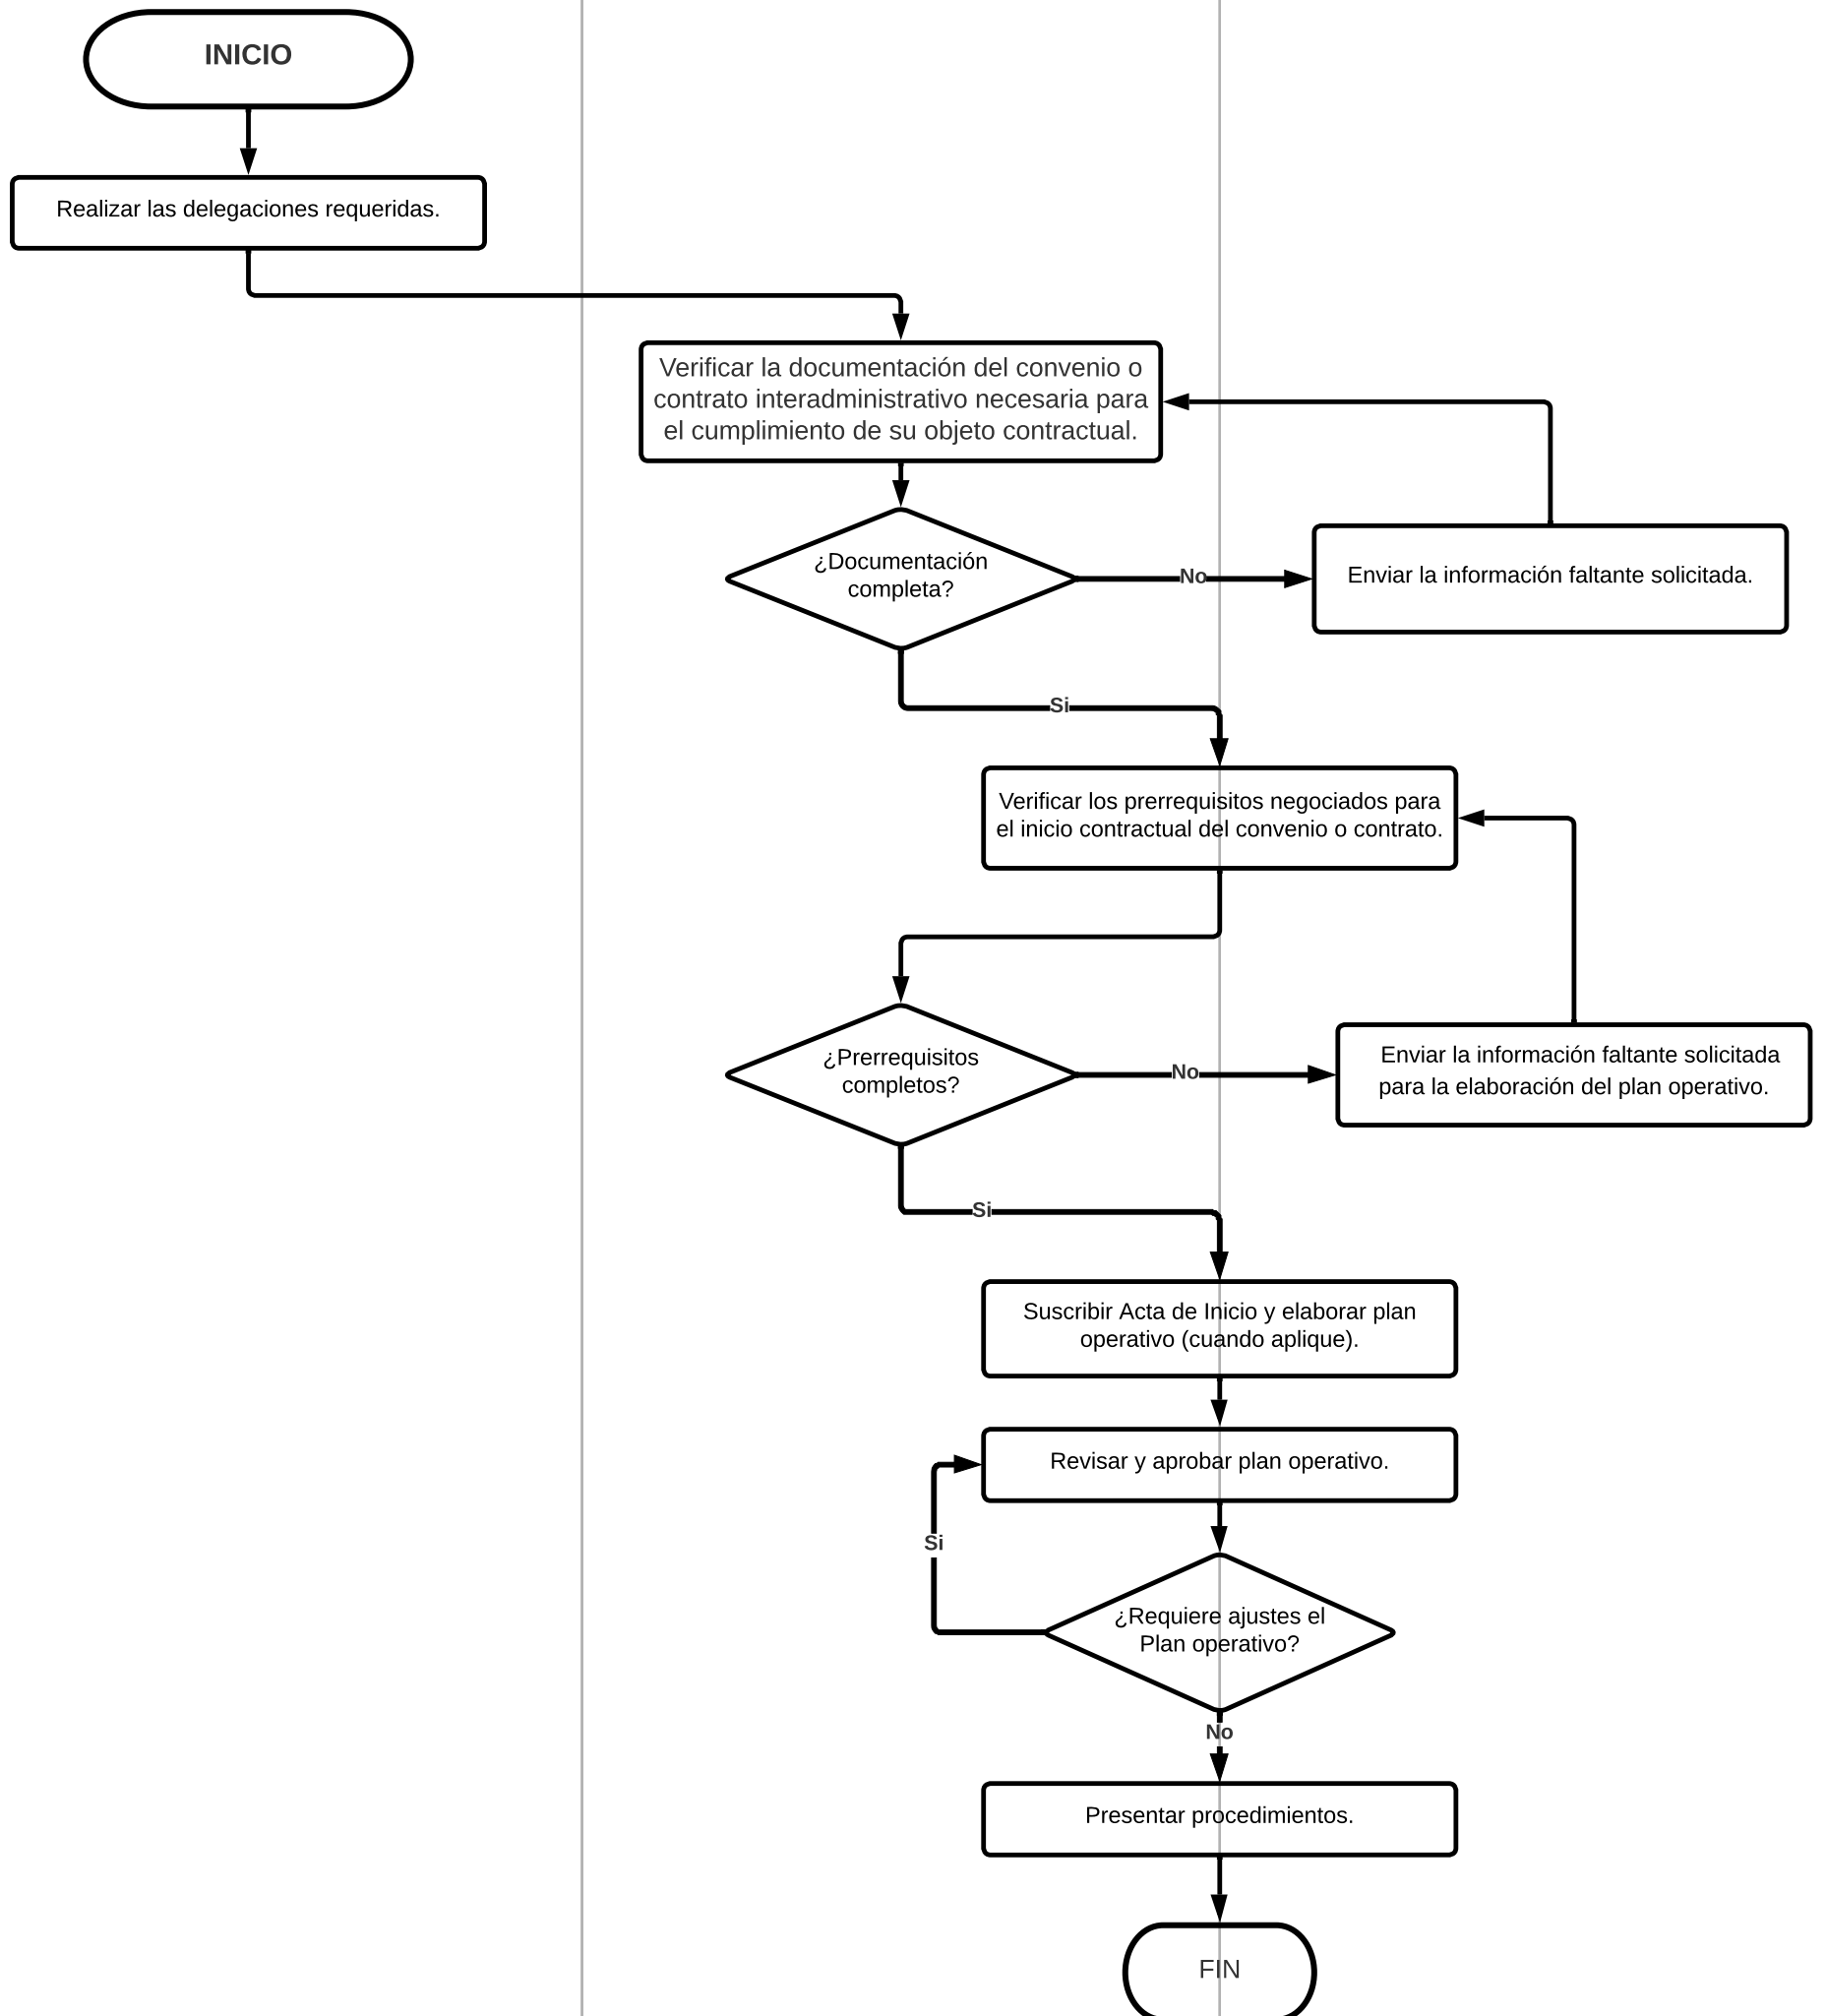 INICIO
Realizar las delegaciones requeridas.
Verificar la documentación del convenio o
contrato interadministrativo necesaria para
el cumplimiento de su objeto contractual.
¿Documentación
completa?
No
Enviar la información faltante solicitada.
Si
Verificar los prerrequisitos negociados para
el inicio contractual del convenio o contrato.
¿Prerrequisitos
completos?
No
Enviar la información faltante solicitada
para la elaboración del plan operativo.
Si
Suscribir Acta de Inicio y elaborar plan
operativo (cuando aplique).
Revisar y aprobar plan operativo.
Si
¿Requiere ajustes el
Plan operativo?
No
Presentar procedimientos.
FIN